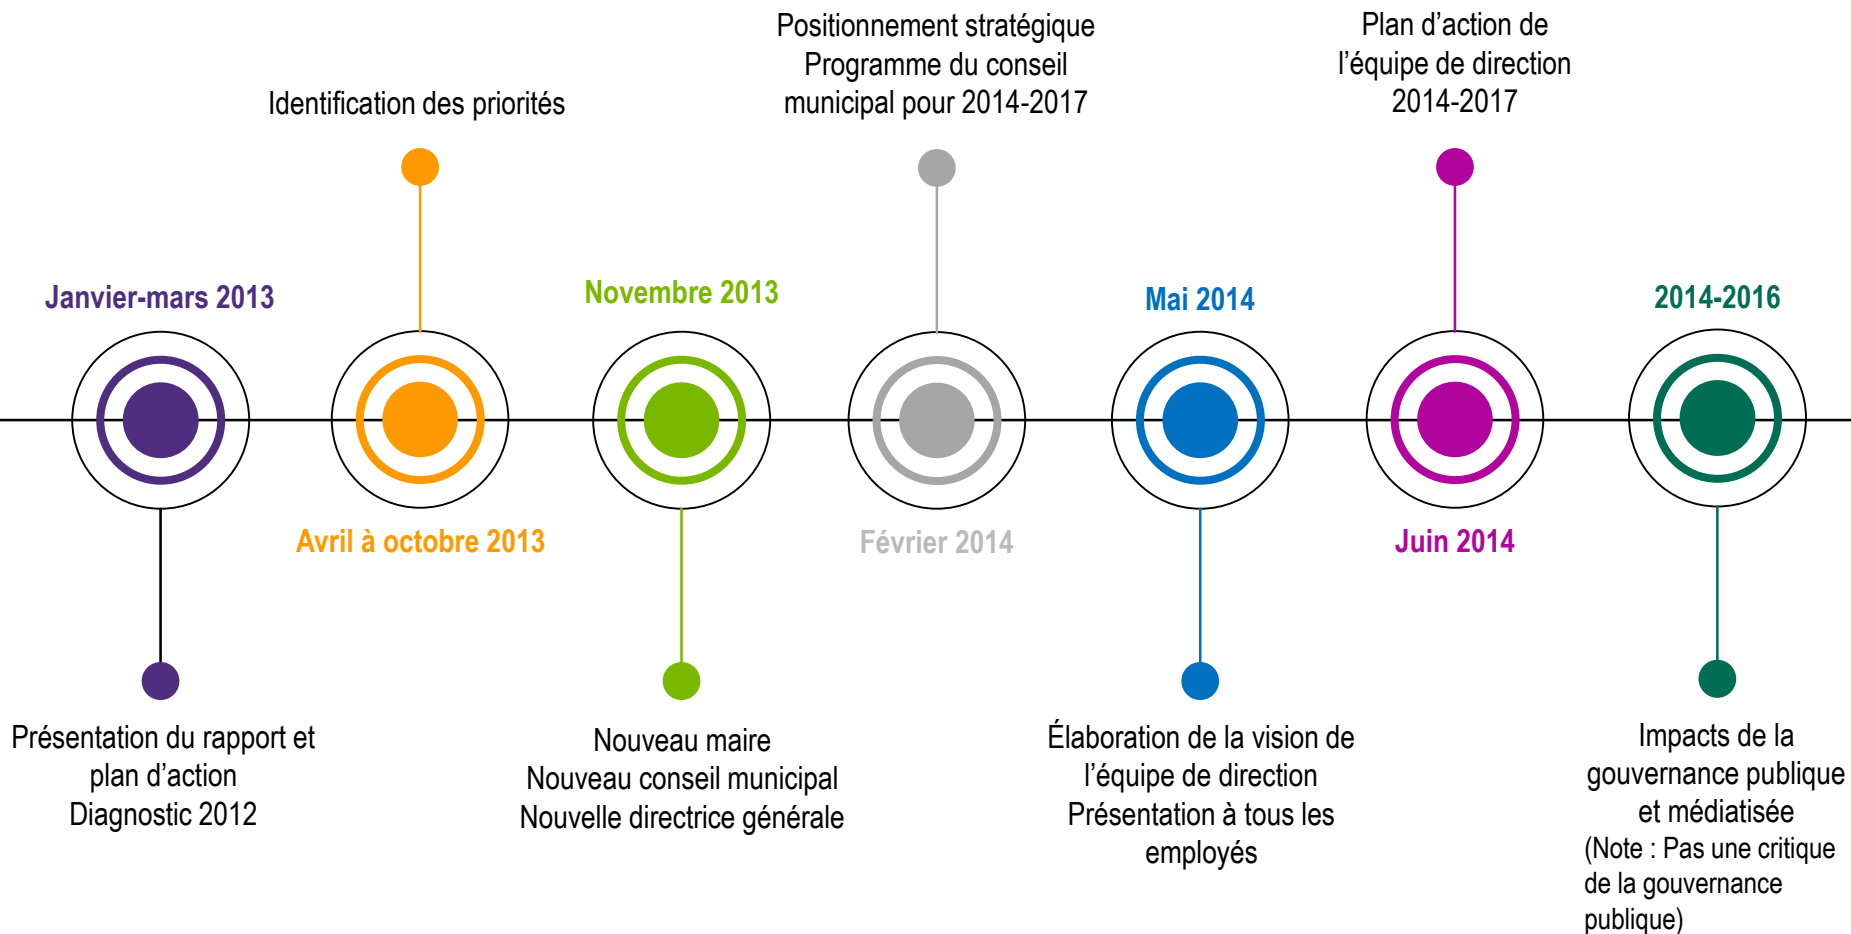 Janvier-mars 2013
Présentation du rapport et
plan d’action
Diagnostic 2012
Identification des priorités
Avril à octobre 2013
Novembre 2013
Nouveau maire
Nouveau conseil municipal
Nouvelle directrice générale
Positionnement stratégique
Programme du conseil
municipal pour 2014-2017
Février 2014
Mai 2014
Élaboration de la vision de
l’équipe de direction
Présentation à tous les
employés
Plan d’action de
l’équipe de direction
2014-2017
Juin 2014
2014-2016
Impacts de la
gouvernance publique
et médiatisée
(Note : Pas une critique
de la gouvernance
publique)